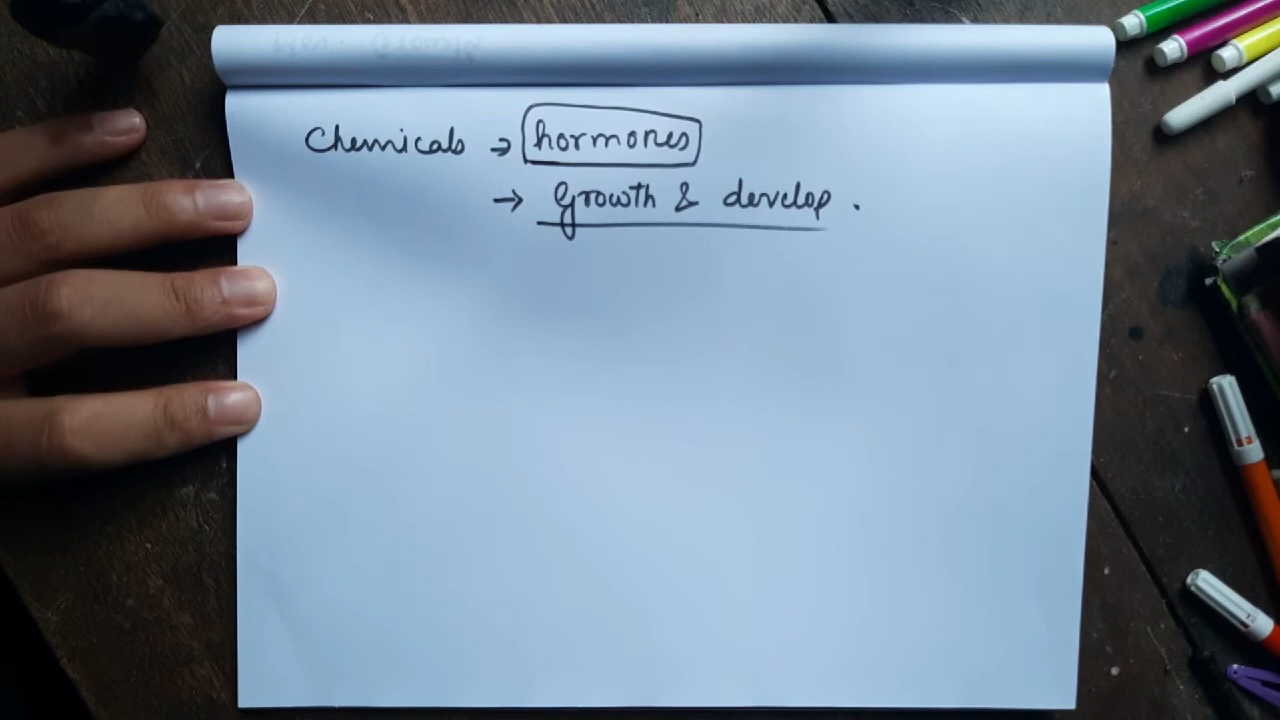 Chemicals → hormones
→ Growth & develop.